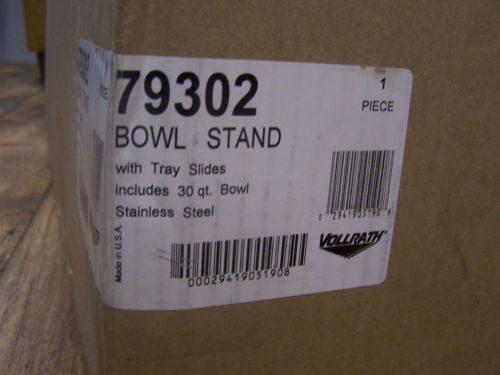 79302
1
PIECE
BOWL STAND
with Tray Slides
includes 30 qt. Bowl
Stainless Steel
Made in U.S.A.
VOLLRATH
00029419051908